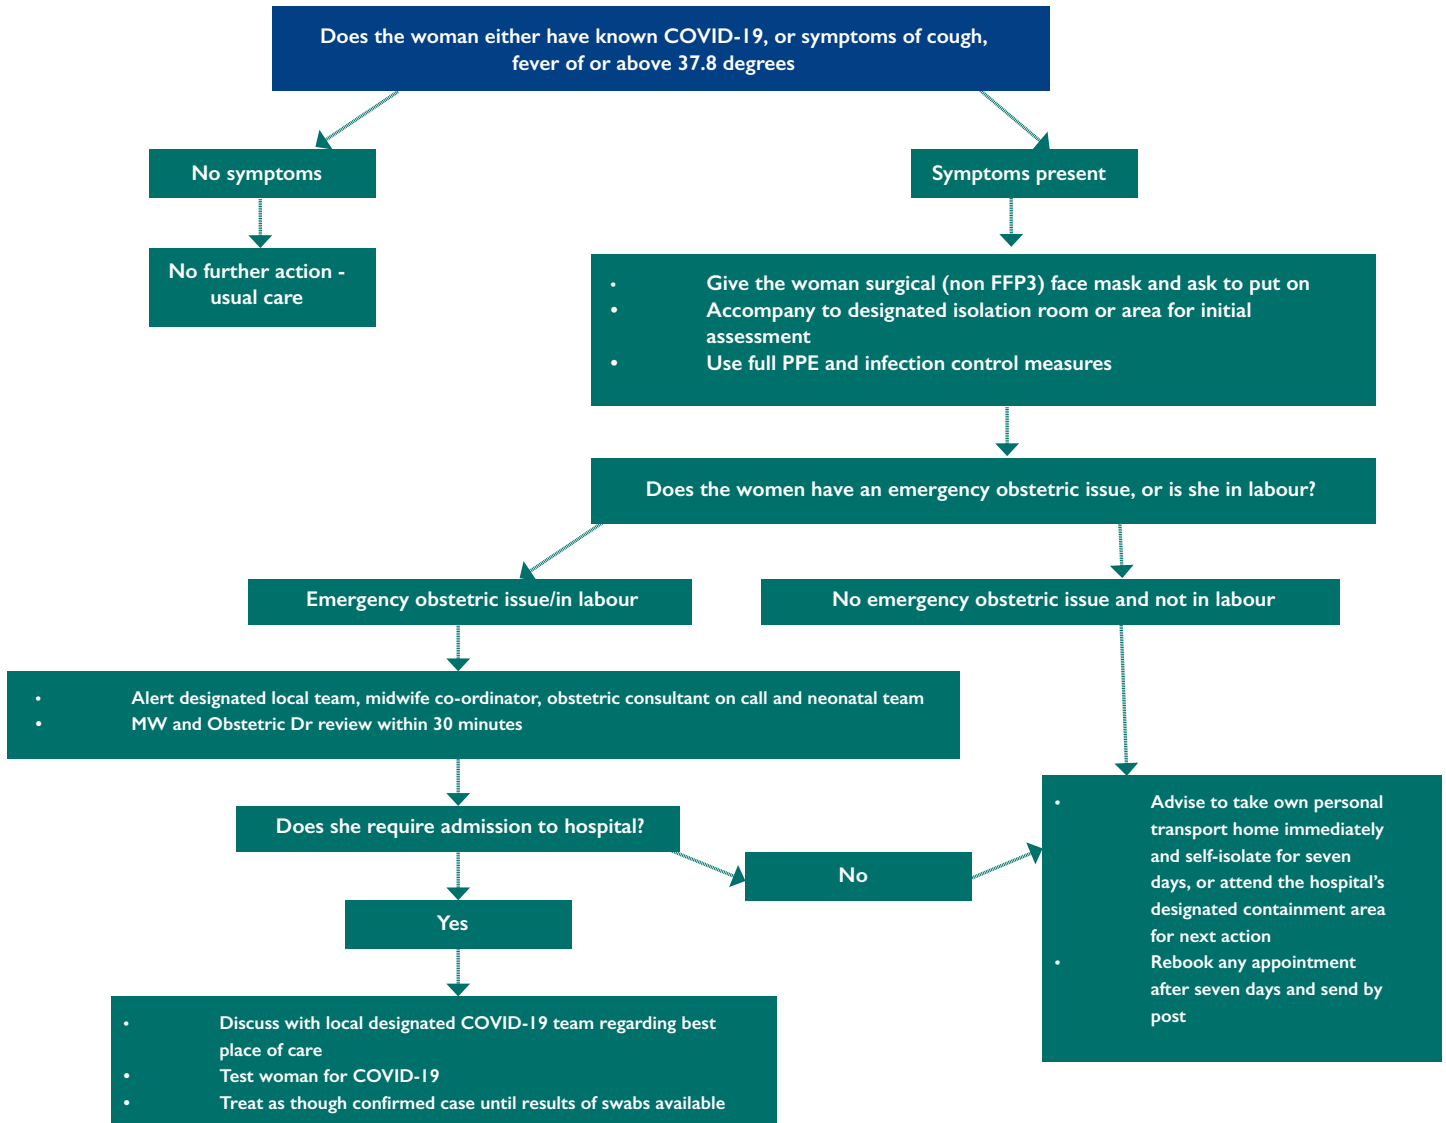 Does the woman either have known COVID-19, or symptoms of cough,
fever of or above 37.8 degrees
No symptoms
Symptoms present
No further action -
usual care
• Give the woman surgical (non FFP3) face mask and ask to put on
• Accompany to designated isolation room or area for initial
assessment
• Use full PPE and infection control measures
Does the women have an emergency obstetric issue, or is she in labour?
Emergency obstetric issue/in labour
No emergency obstetric issue and not in labour
• Alert designated local team, midwife co-ordinator, obstetric consultant on call and neonatal team
• MW and Obstetric Dr review within 30 minutes
Does she require admission to hospital?
No
Yes
• Advise to take own personal
transport home immediately
and self-isolate for seven
days, or attend the hospital’s
designated containment area
for next action
• Rebook any appointment
after seven days and send by
post
• Discuss with local designated COVID-19 team regarding best
place of care
• Test woman for COVID-19
• Treat as though confirmed case until results of swabs available